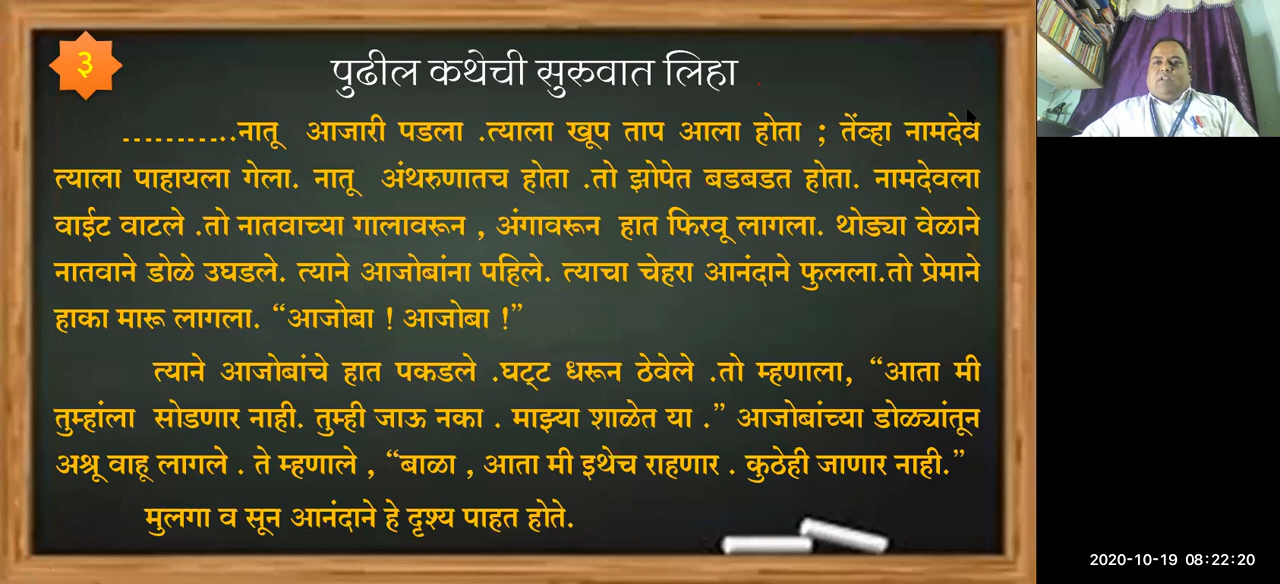 ३
पुढील कथेची सुरुवात लिहा
...........नातू आजारी पडला .त्याला खूप ताप आला होता ; तेंव्हा नामदेव
त्याला पाहायला गेला. नातू अंथरुणातच होता .तो झोपेत बडबडत होता. नामदेवला
वाईट वाटले .तो नातवाच्या गालावरून , अंगावरून हात फिरवू लागला. थोड्या वेळाने
नातवाने डोळे उघडले. त्याने आजोबांना पहिले. त्याचा चेहरा आनंदाने फुलला.तो प्रेमाने
हाका मारू लागला. “आजोबा ! आजोबा !”
त्याने आजोबांचे हात पकडले .घट्ट धरून ठेवेले .तो म्हणाला, “आता मी
तुम्हांला सोडणार नाही. तुम्ही जाऊ नका . माझ्या शाळेत या .” आजोबांच्या डोळ्यांतून
अश्रू वाहू लागले . ते म्हणाले , “बाळा , आता मी इथेच राहणार . कुठेही जाणार नाही.”
मुलगा व सून आनंदाने हे दृश्य पाहत होते.
2020-10-19 08:22:20